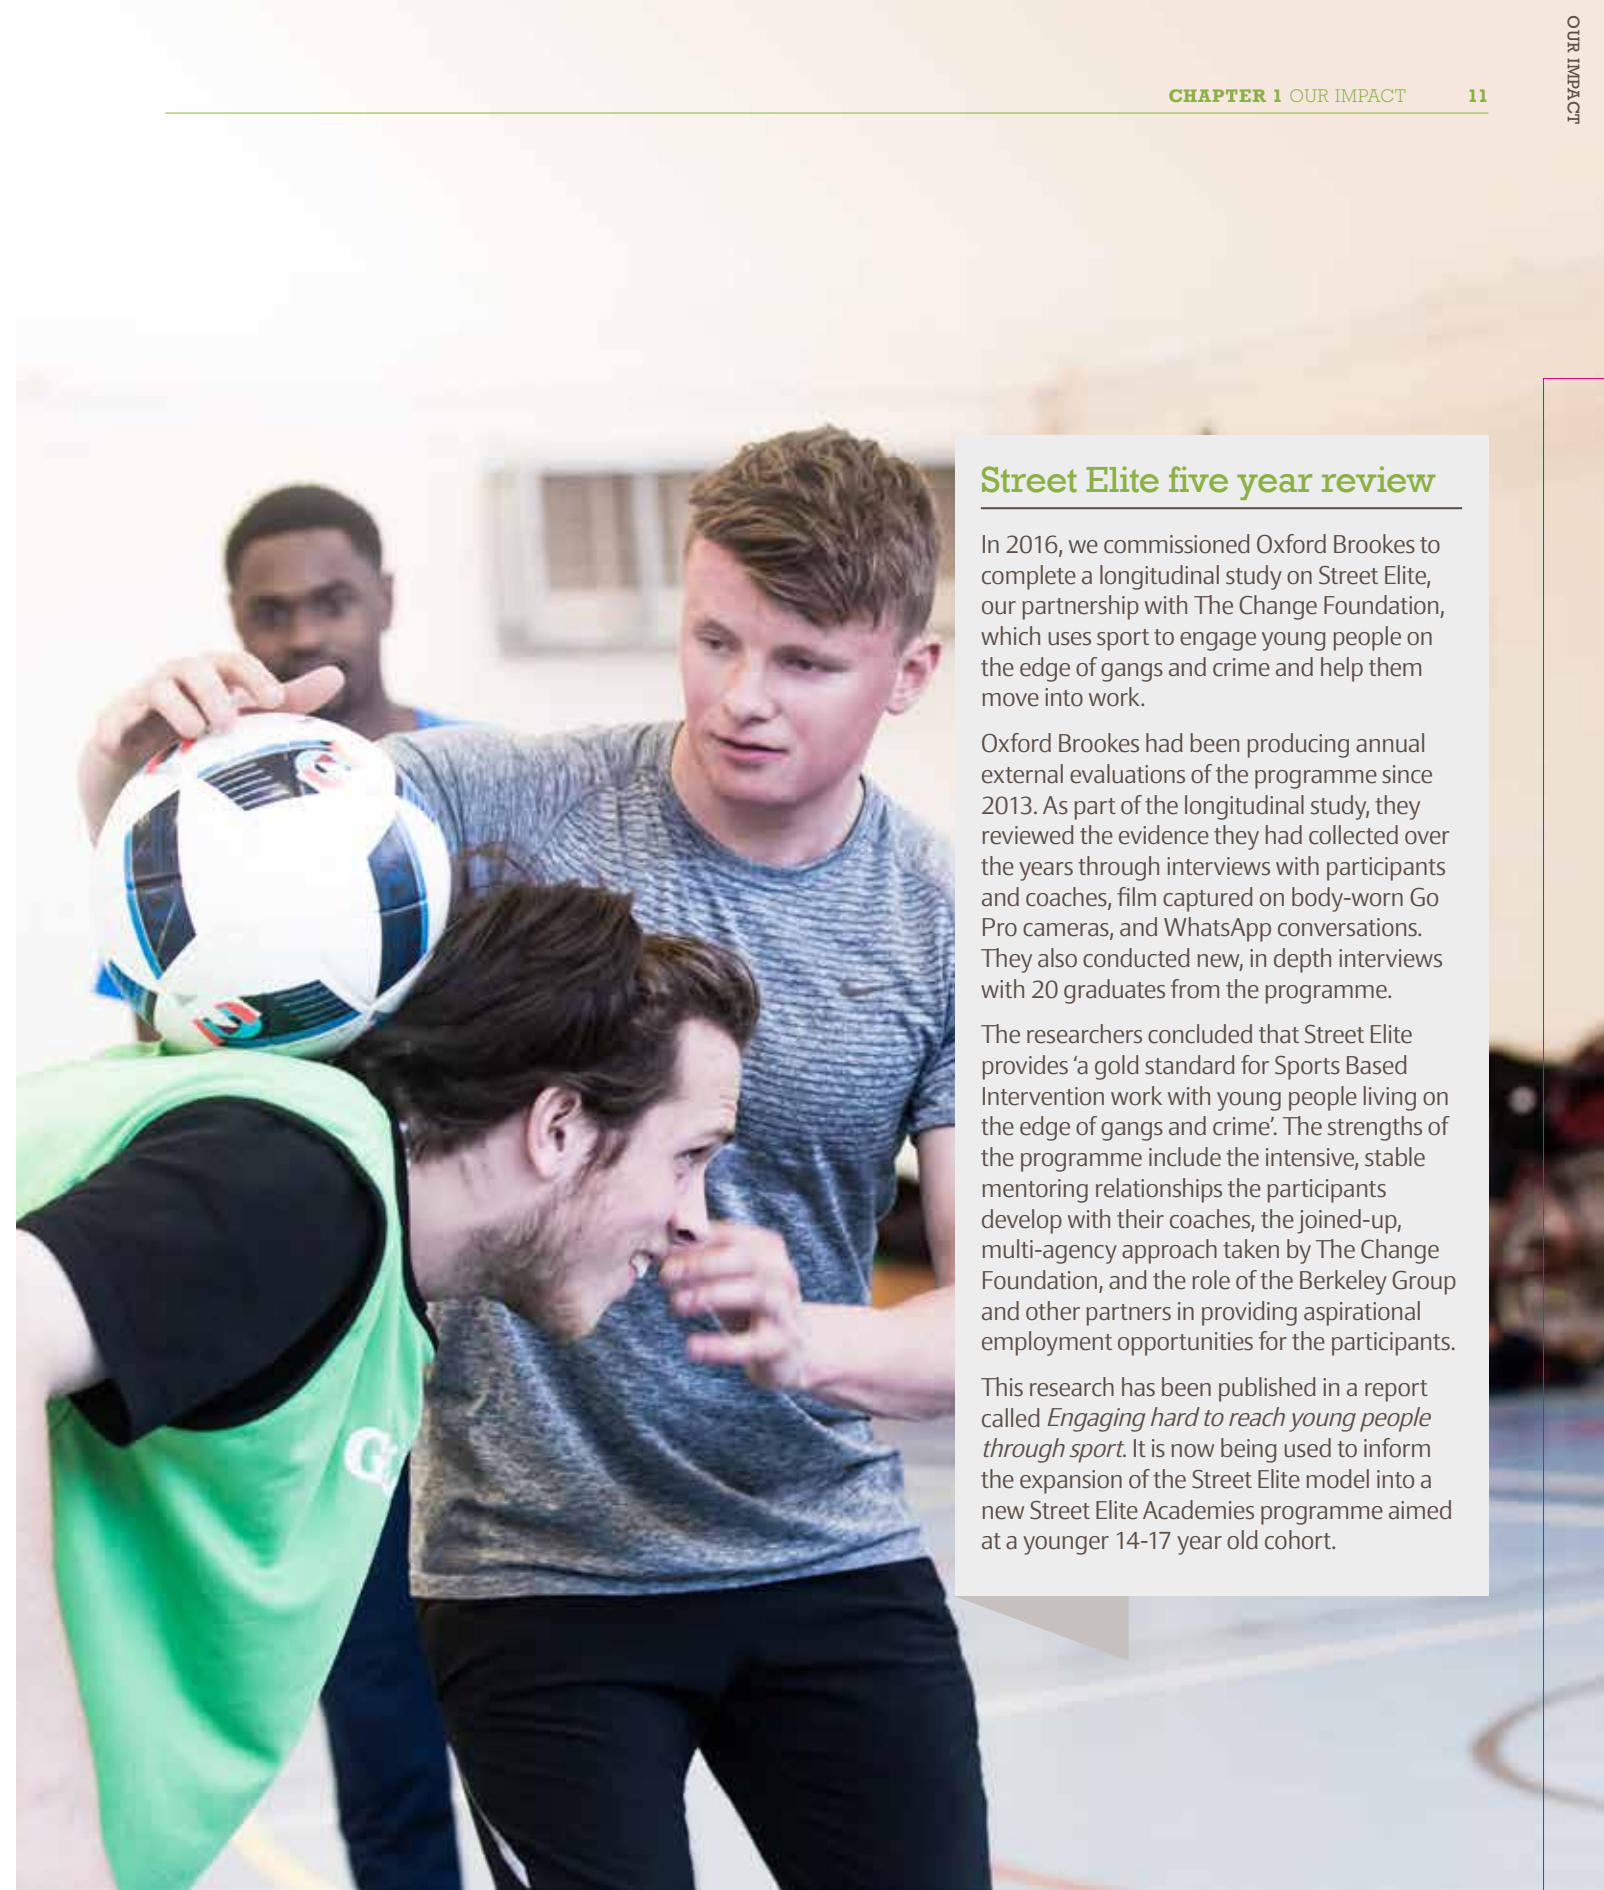 OUR IMPACT
CHAPTER 1 OUR IMPACT 11
Street Elite five year review
In 2016, we commissioned Oxford Brookes to
complete a longitudinal study on Street Elite,
our partnership with The Change Foundation,
which uses sport to engage young people on
the edge of gangs and crime and help them
move into work.
Oxford Brookes had been producing annual
external evaluations of the programme since
2013. As part of the longitudinal study, they
reviewed the evidence they had collected over
the years through interviews with participants
and coaches, film captured on body-worn Go
Pro cameras, and WhatsApp conversations.
They also conducted new, in depth interviews
with 20 graduates from the programme.
The researchers concluded that Street Elite
provides ‘a gold standard for Sports Based
Intervention work with young people living on
the edge of gangs and crime’. The strengths of
the programme include the intensive, stable
mentoring relationships the participants
develop with their coaches, the joined-up,
multi-agency approach taken by The Change
Foundation, and the role of the Berkeley Group
and other partners in providing aspirational
employment opportunities for the participants.
This research has been published in a report
called Engaging hard to reach young people
through sport. It is now being used to inform
the expansion of the Street Elite model into a
new Street Elite Academies programme aimed
at a younger 14-17 year old cohort.